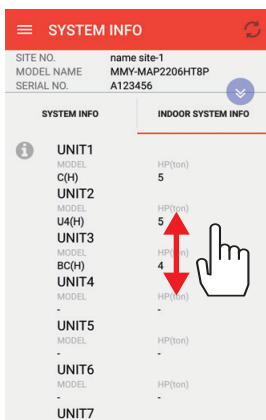 SYSTEM INFO
SITE NO. name site-1
MODEL NAME MMY-MAP2206HT8P
SERIAL NO. A123456
SYSTEM INFO INDOOR SYSTEM INFO
UNIT1
MODEL HP(ton)
C(H) 5
UNIT2
MODEL HP(ton)
U4(H) 5
UNIT3
MODEL HP(ton)
BC(H) 4
UNIT4
MODEL HP(ton)
- -
UNIT5
MODEL HP(ton)
- -
UNIT6
MODEL HP(ton)
- -
UNIT7